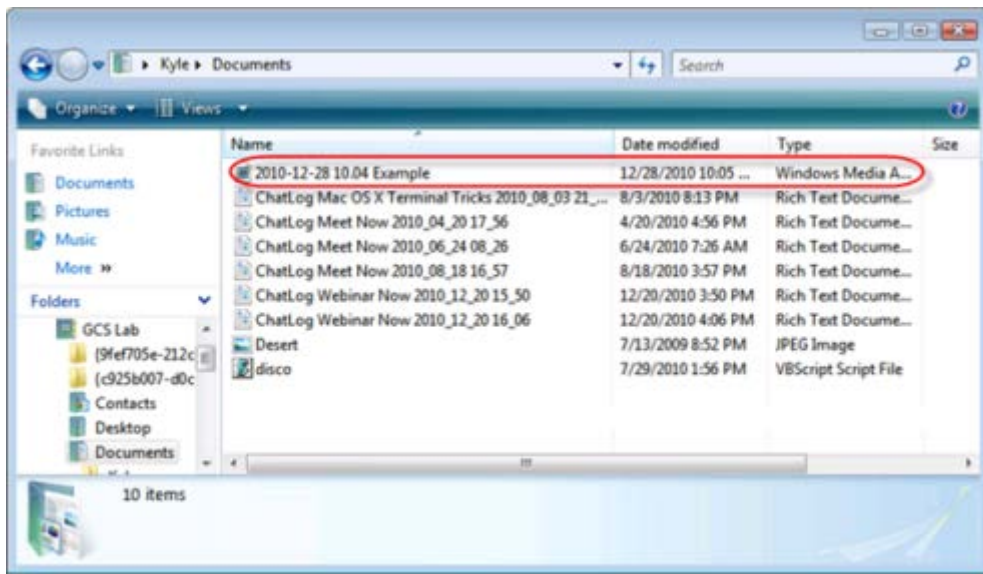 Kyle Documents
Search
Organize Views
Favorite Links
Documents
Pictures
Music
More »
Folders
GCS Lab
{9fef705e-212c
{c925b007-d0c
Contacts
Desktop
Documents
Name Date modified Type Size
2010-12-28 10.04 Example 12/28/2010 10:05 ... Windows Media A...
ChatLog Mac OS X Terminal Tricks 2010_08_03 21_... 8/3/2010 8:13 PM Rich Text Docume...
ChatLog Meet Now 2010_04_20 17_56 4/20/2010 4:56 PM Rich Text Docume...
ChatLog Meet Now 2010_06_24 08_26 6/24/2010 7:26 AM Rich Text Docume...
ChatLog Meet Now 2010_08_18 16_57 8/18/2010 3:57 PM Rich Text Docume...
ChatLog Webinar Now 2010_12_20 15_50 12/20/2010 3:50 PM Rich Text Docume...
ChatLog Webinar Now 2010_12_20 16_06 12/20/2010 4:06 PM Rich Text Docume...
Desert 7/13/2009 8:52 PM JPEG Image
disco 7/29/2010 1:56 PM VBScript Script File
10 items